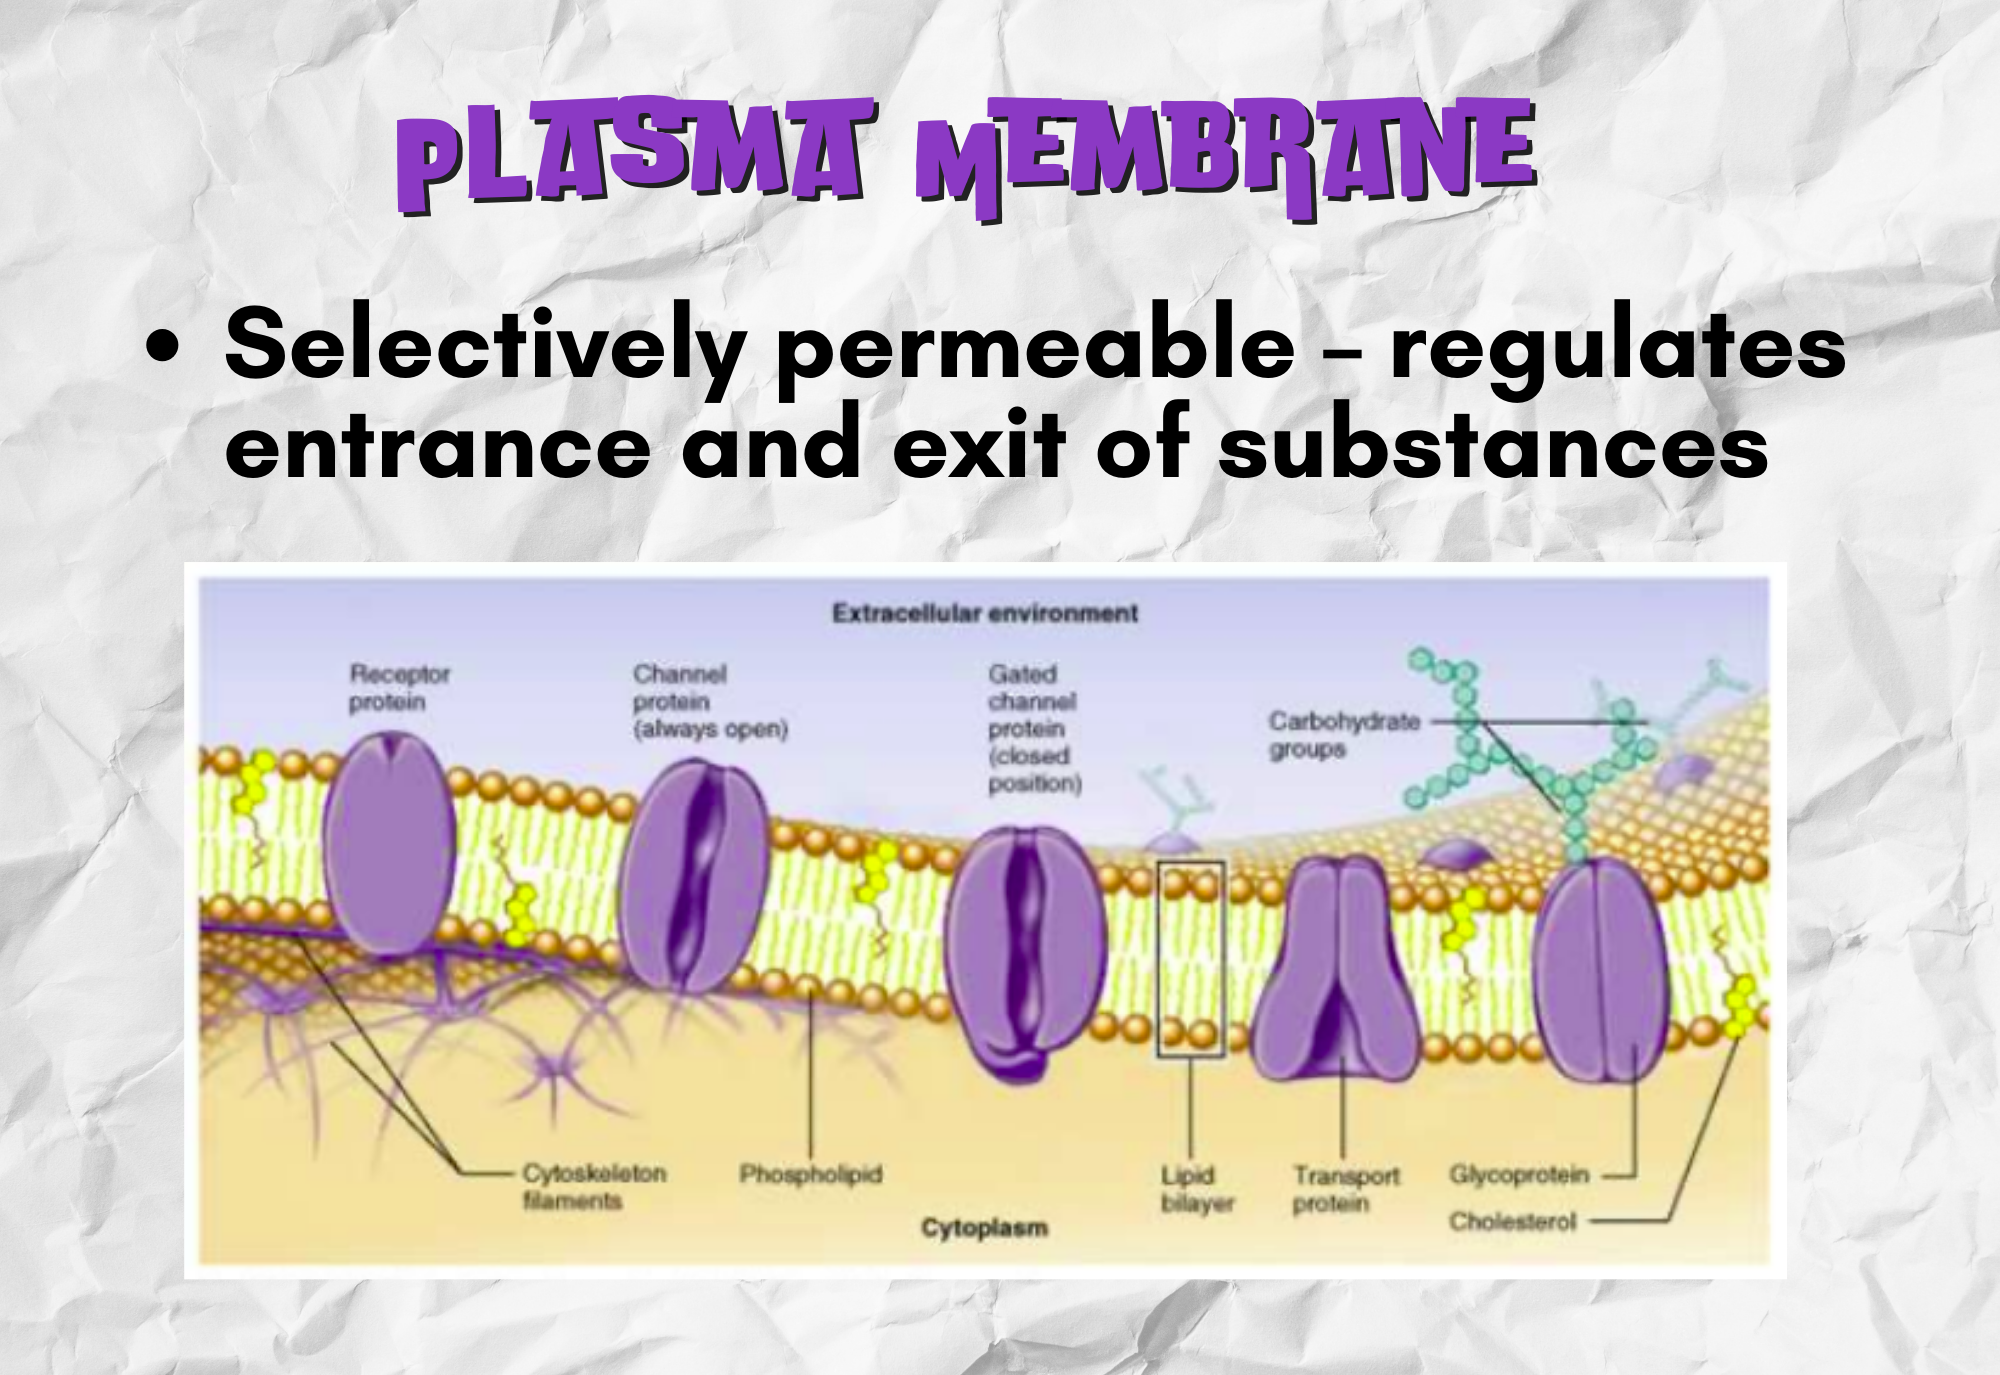 PLASMA MEMBRANE
• Selectively permeable – regulates
entrance and exit of substances
Extracellular environment
Receptor
protein
Channel
protein
(always open)
Gated
channel
protein
(closed
position)
Carbohydrate
groups
Cytoskeleton
filaments
Phospholipid
Lipid
bilayer
Transport
protein
Glycoprotein
Cholesterol
Cytoplasm